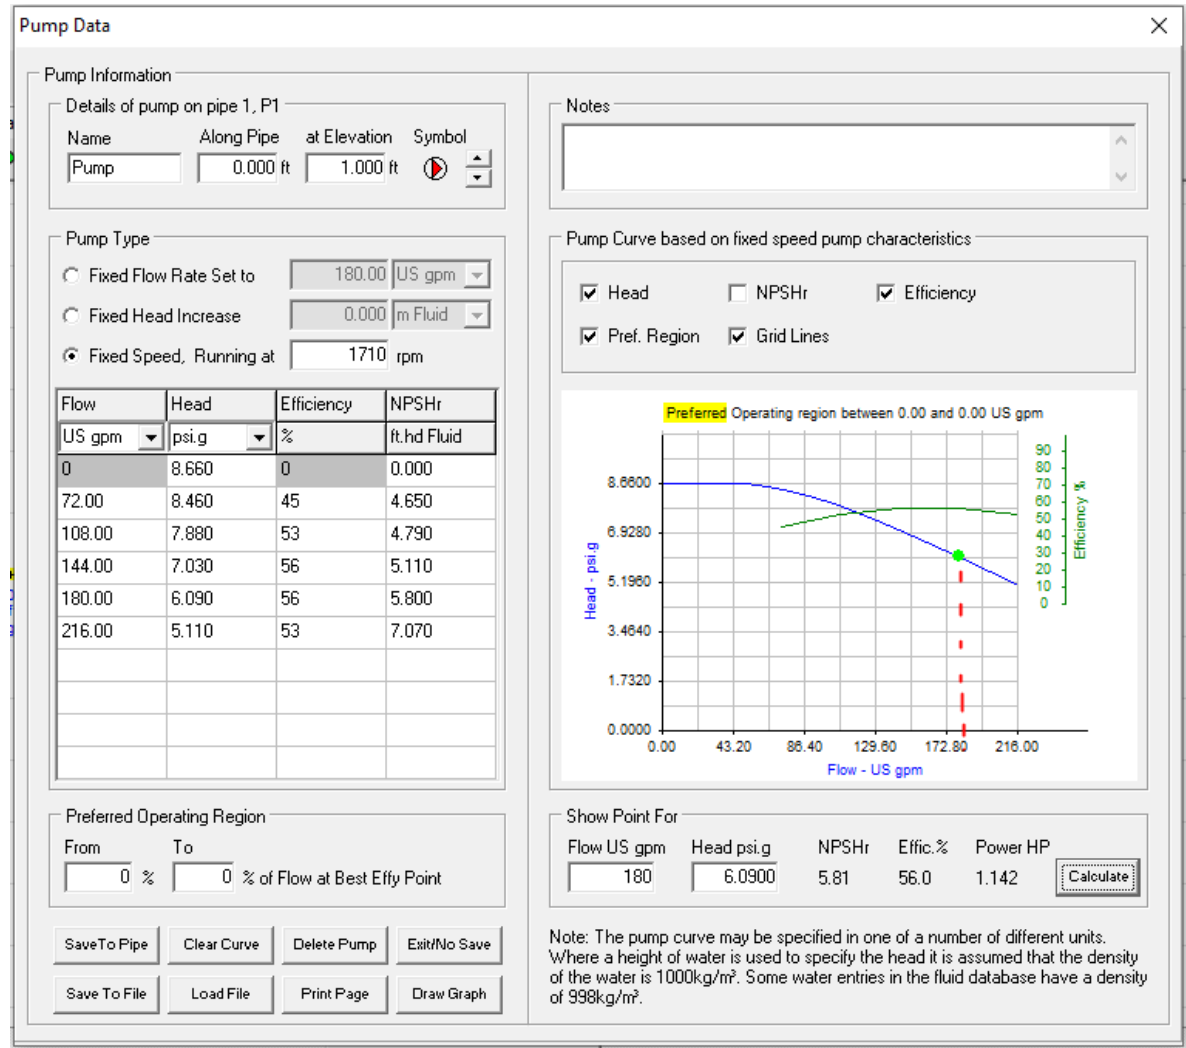 Pump Data
Pump Information
Details of pump on pipe 1, P1
Name Along Pipe at Elevation Symbol
Pump 0.000 ft 1.000 ft
Pump Type
Fixed Flow Rate Set to 180.00 US gpm
Fixed Head Increase 0.000 m Fluid
Fixed Speed, Running at 1710 rpm
Flow Head Efficiency NPSHr
US gpm psi.g % ft.hd Fluid
0 8.660 0 0.000
72.00 8.460 45 4.650
108.00 7.880 53 4.790
144.00 7.030 56 5.110
180.00 6.090 56 5.800
216.00 5.110 53 7.070
Preferred Operating Region
From To
0 % 0 % of Flow at Best Effy Point
SaveTo Pipe Clear Curve Delete Pump Exit/No Save
Save To File Load File Print Page Draw Graph
Notes
Pump Curve based on fixed speed pump characteristics
Head NPSHr Efficiency
Pref. Region Grid Lines
Preferred Operating region between 0.00 and 0.00 US gpm
8.6600
6.9280
5.1960
3.4640
1.7320
0.0000
Head - psi.g
90
80
70
60
50
40
30
20
10
0
Efficiency %
0.00 43.20 86.40 129.60 172.80 216.00
Flow - US gpm
Show Point For
Flow US gpm Head psi.g NPSHr Effic.% Power HP
180 6.0900 5.81 56.0 1.142 Calculate
Note: The pump curve may be specified in one of a number of different units.
Where a height of water is used to specify the head it is assumed that the density
of the water is 1000kg/m³. Some water entries in the fluid database have a density
of 998kg/m³.